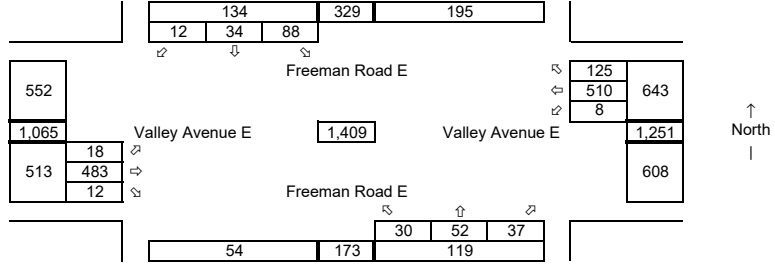 134 329 195
12 34 88
Freeman Road E
552 125 643
510
↑
1,065 Valley Avenue E 1,409 Valley Avenue E 8 1,251 North
513 18 608
483
12 Freeman Road E
30 52 37
54 173 119